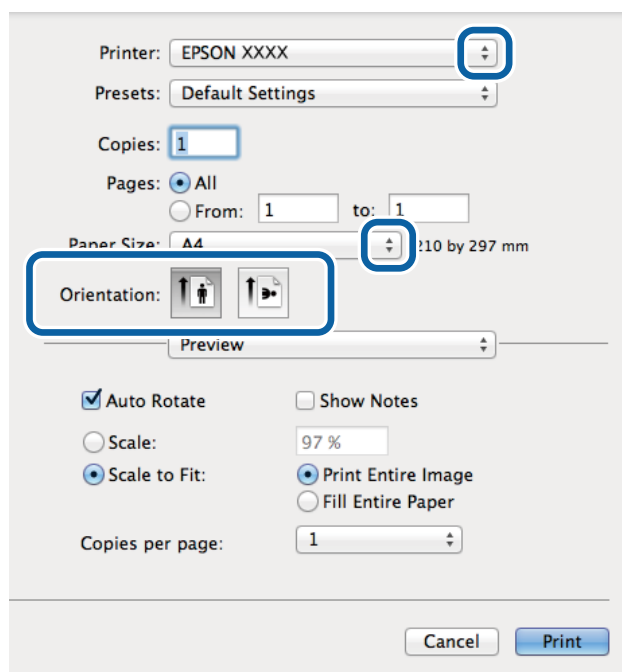 Printer: EPSON XXXX
Presets: Default Settings
Copies: 1
Pages: All
From: 1 to: 1
Paper Size: A4 210 by 297 mm
Orientation:
Preview
Auto Rotate Show Notes
Scale: 97 %
Scale to Fit: Print Entire Image
Fill Entire Paper
Copies per page: 1
Cancel Print